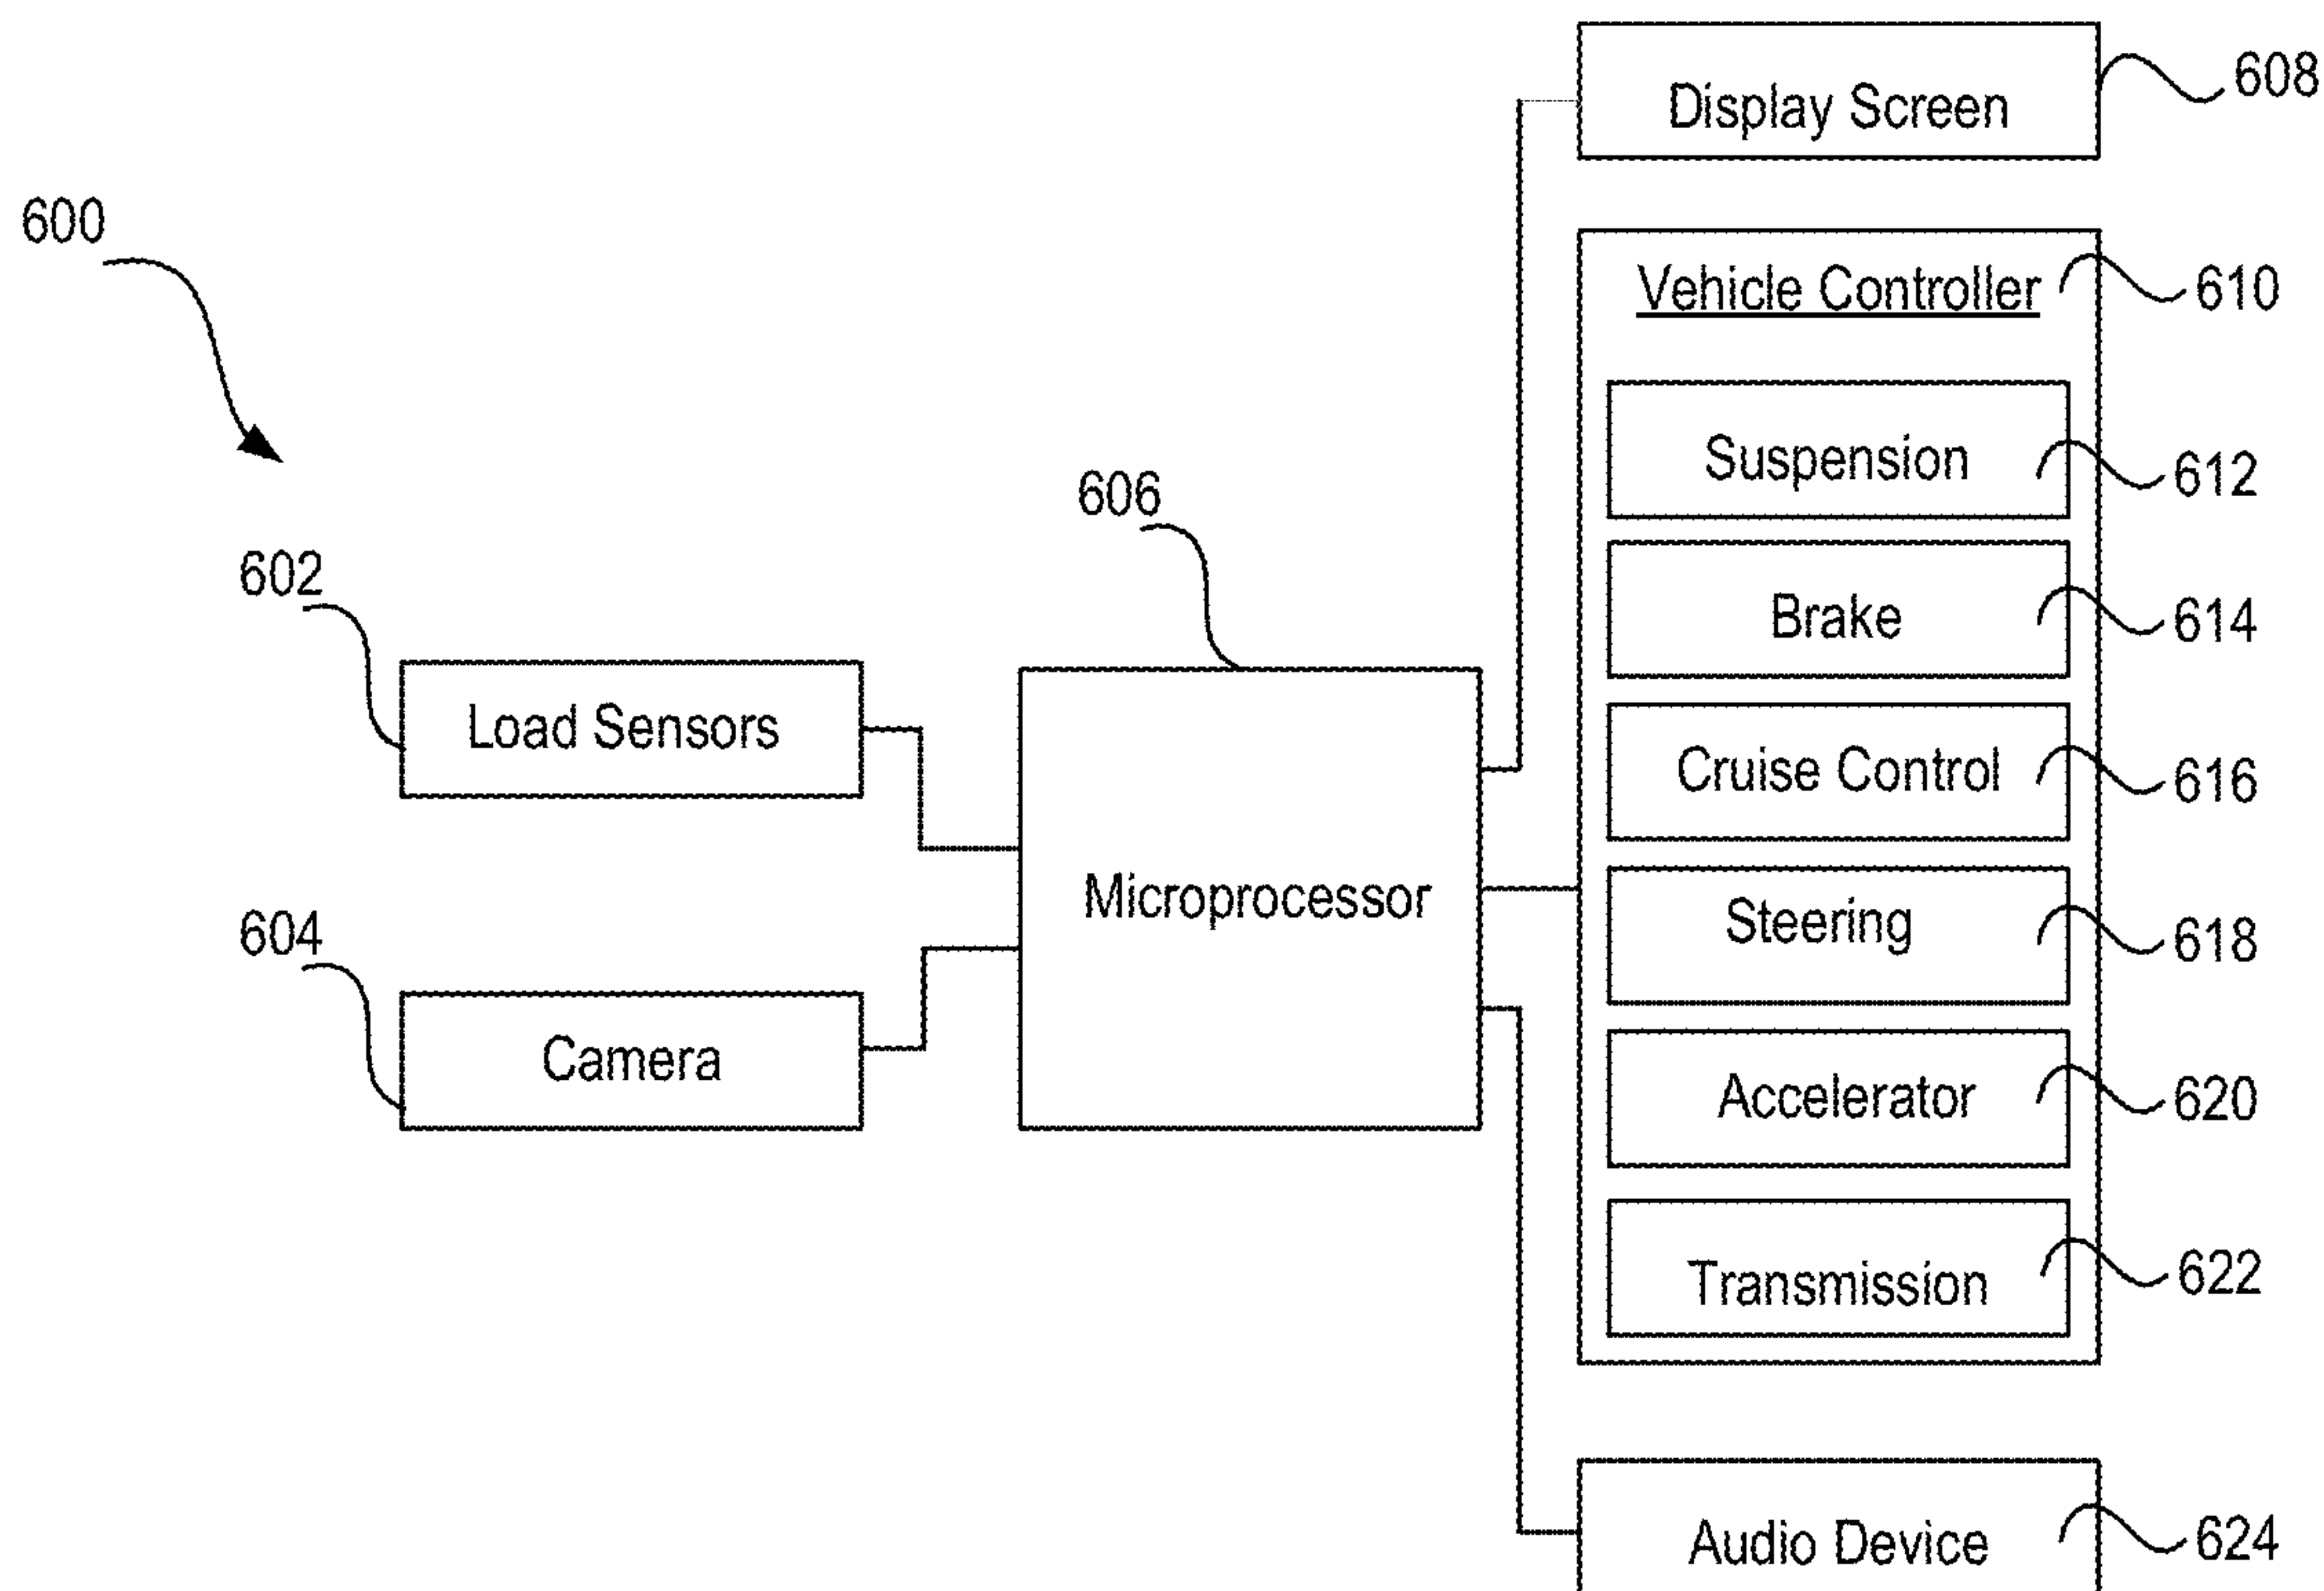 Display Screen
608
600
Vehicle Controller
610
Suspension
612
606
602
Brake
614
Load Sensors
Cruise Control
616
Microprocessor
604
Steering
618
Camera
Accelerator
620
Transmission
622
Audio Device
624